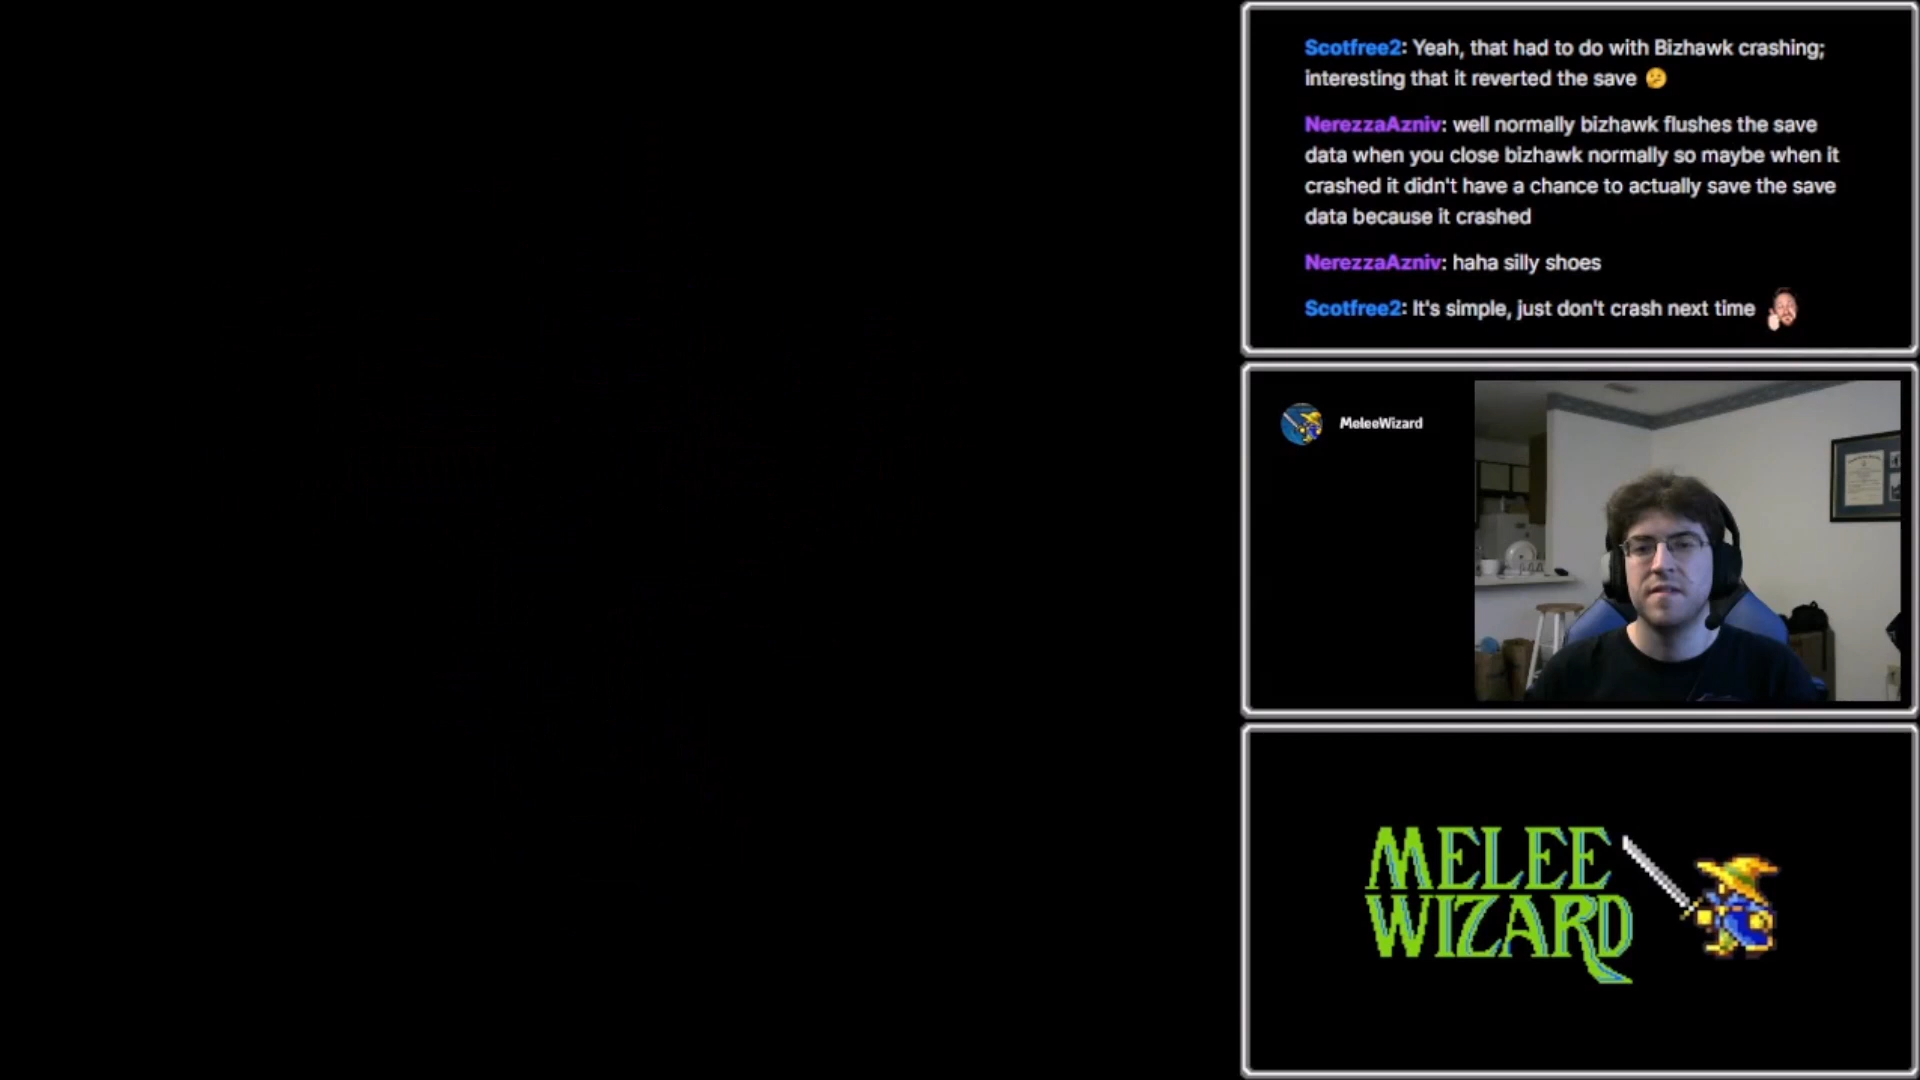 Scotfree2: Yeah, that had to do with Bizhawk crashing;
interesting that it reverted the save 🤔
NerezzaAzniv: well normally bizhawk flushes the save
data when you close bizhawk normally so maybe when it
crashed it didn't have a chance to actually save the save
data because it crashed
NerezzaAzniv: haha silly shoes
Scotfree2: It's simple, just don't crash next time
MeleeWizard
MELEE
WIZARD